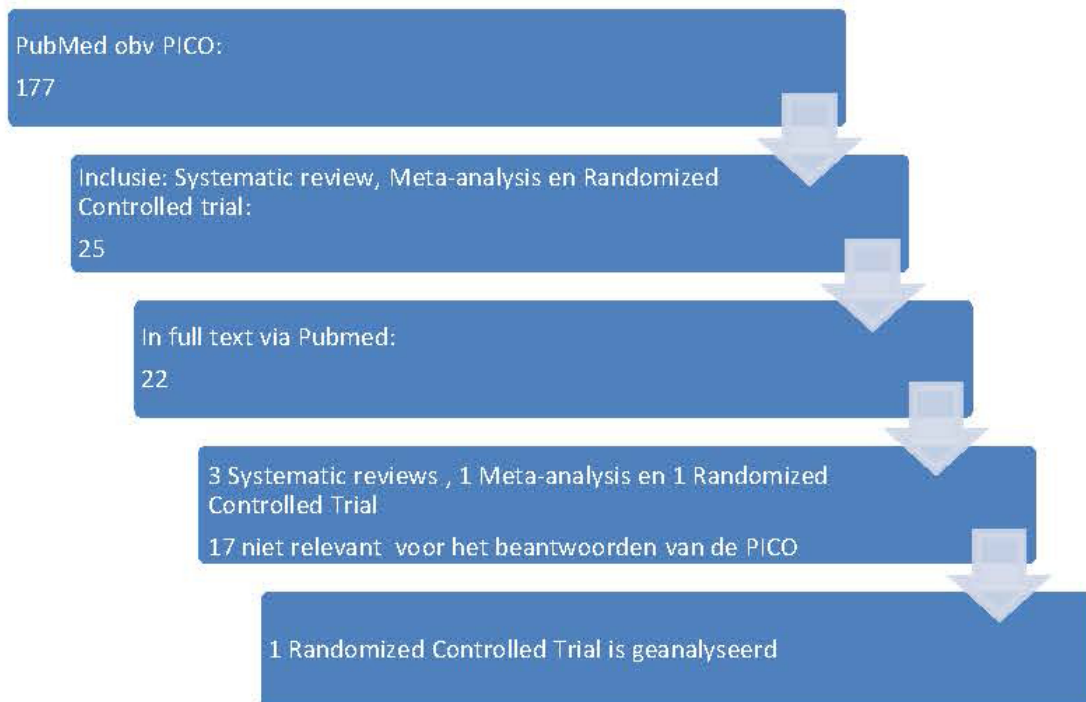 PubMed obv PICO:
177
Inclusie: Systematic review, Meta-analysis en Randomized
Controlled trial:
25
In full text via Pubmed:
22
3 Systematic reviews , 1 Meta-analysis en 1 Randomized
Controlled Trial
17 niet relevant voor het beantwoorden van de PICO
1 Randomized Controlled Trial is geanalyseerd